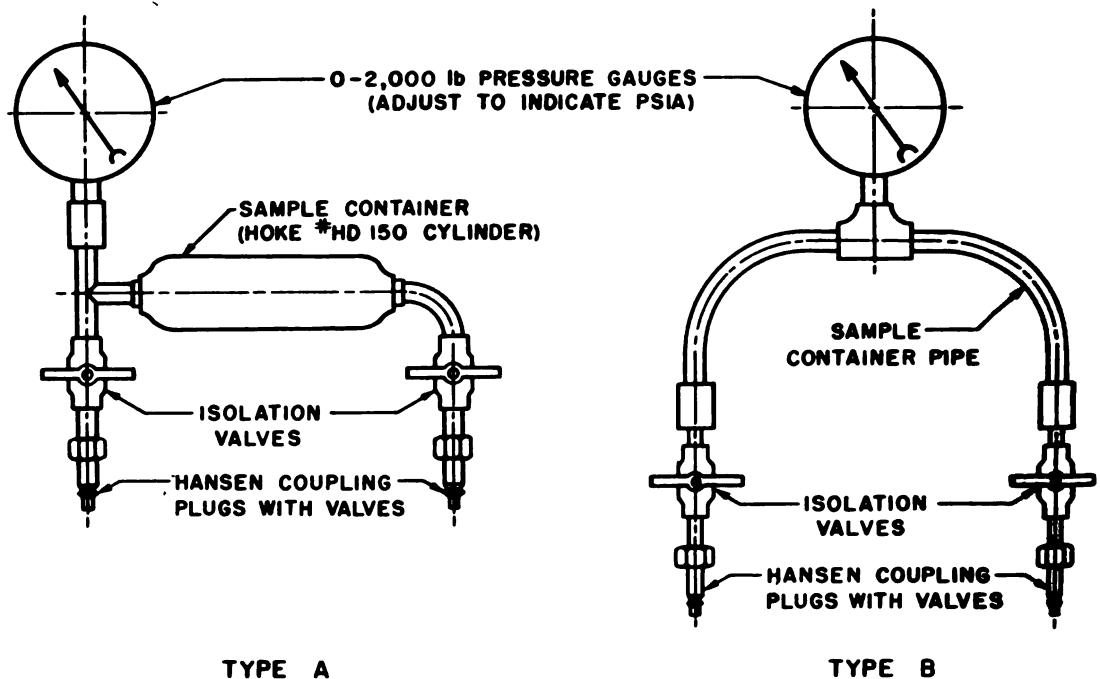 0-2,000 lb PRESSURE GAUGES
(ADJUST TO INDICATE PSIA)
SAMPLE CONTAINER
(HOKE #HD 150 CYLINDER)
ISOLATION
VALVES
HANSEN COUPLING
PLUGS WITH VALVES
TYPE A
SAMPLE
CONTAINER PIPE
ISOLATION
VALVES
HANSEN COUPLING
PLUGS WITH VALVES
TYPE B